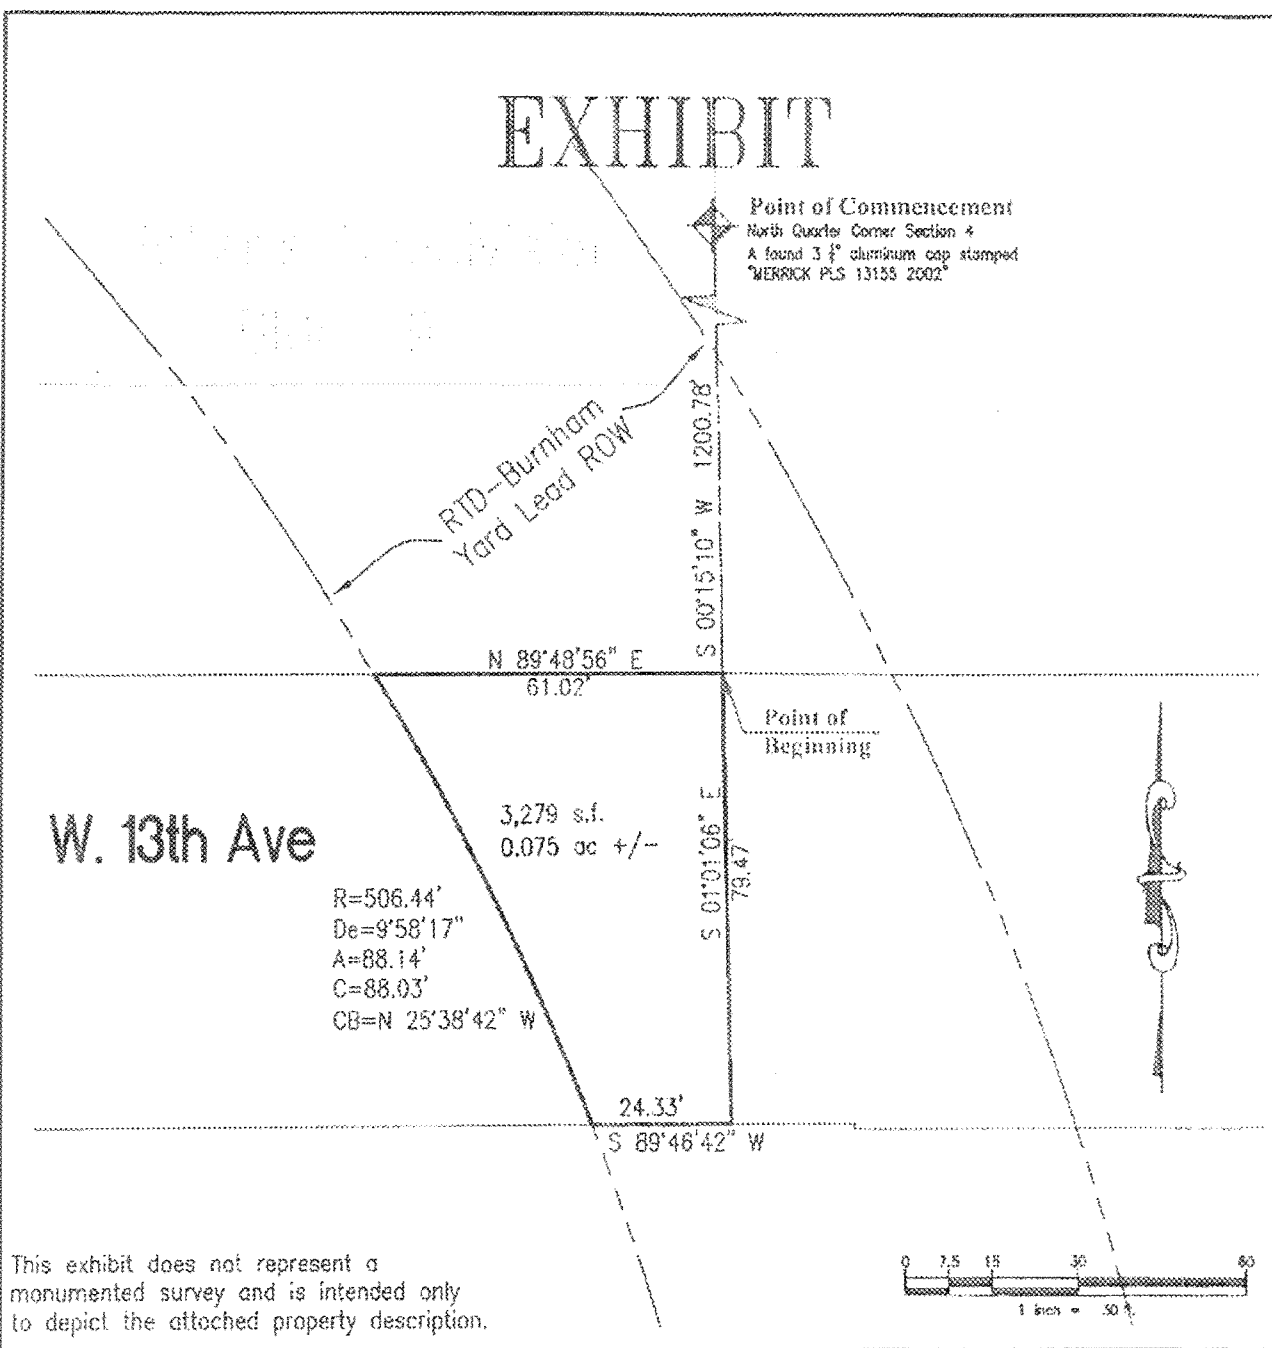 EXHIBIT
Point of Commencement
North Quarter Corner Section 4
A found 3 ¼" aluminum cap stamped
"MERRICK PLS 13155 2002"
S 00°15'10" W 1200.78'
RTD-Burnham
Yard Lead ROW
N 89°48'56" E
61.02'
Point of
Beginning
W. 13th Ave
3,279 s.f.
0.075 ac +/-
S 01°01'06" E
79.47
R=506.44'
De=9°58'17"
A=88.14'
C=88.03'
CB=N 25°38'42" W
24.33'
S 89°46'42" W
This exhibit does not represent a
monumented survey and is intended only
to depict the attached property description.
0 7.5 15 30 60
1 inch = 30 ft.